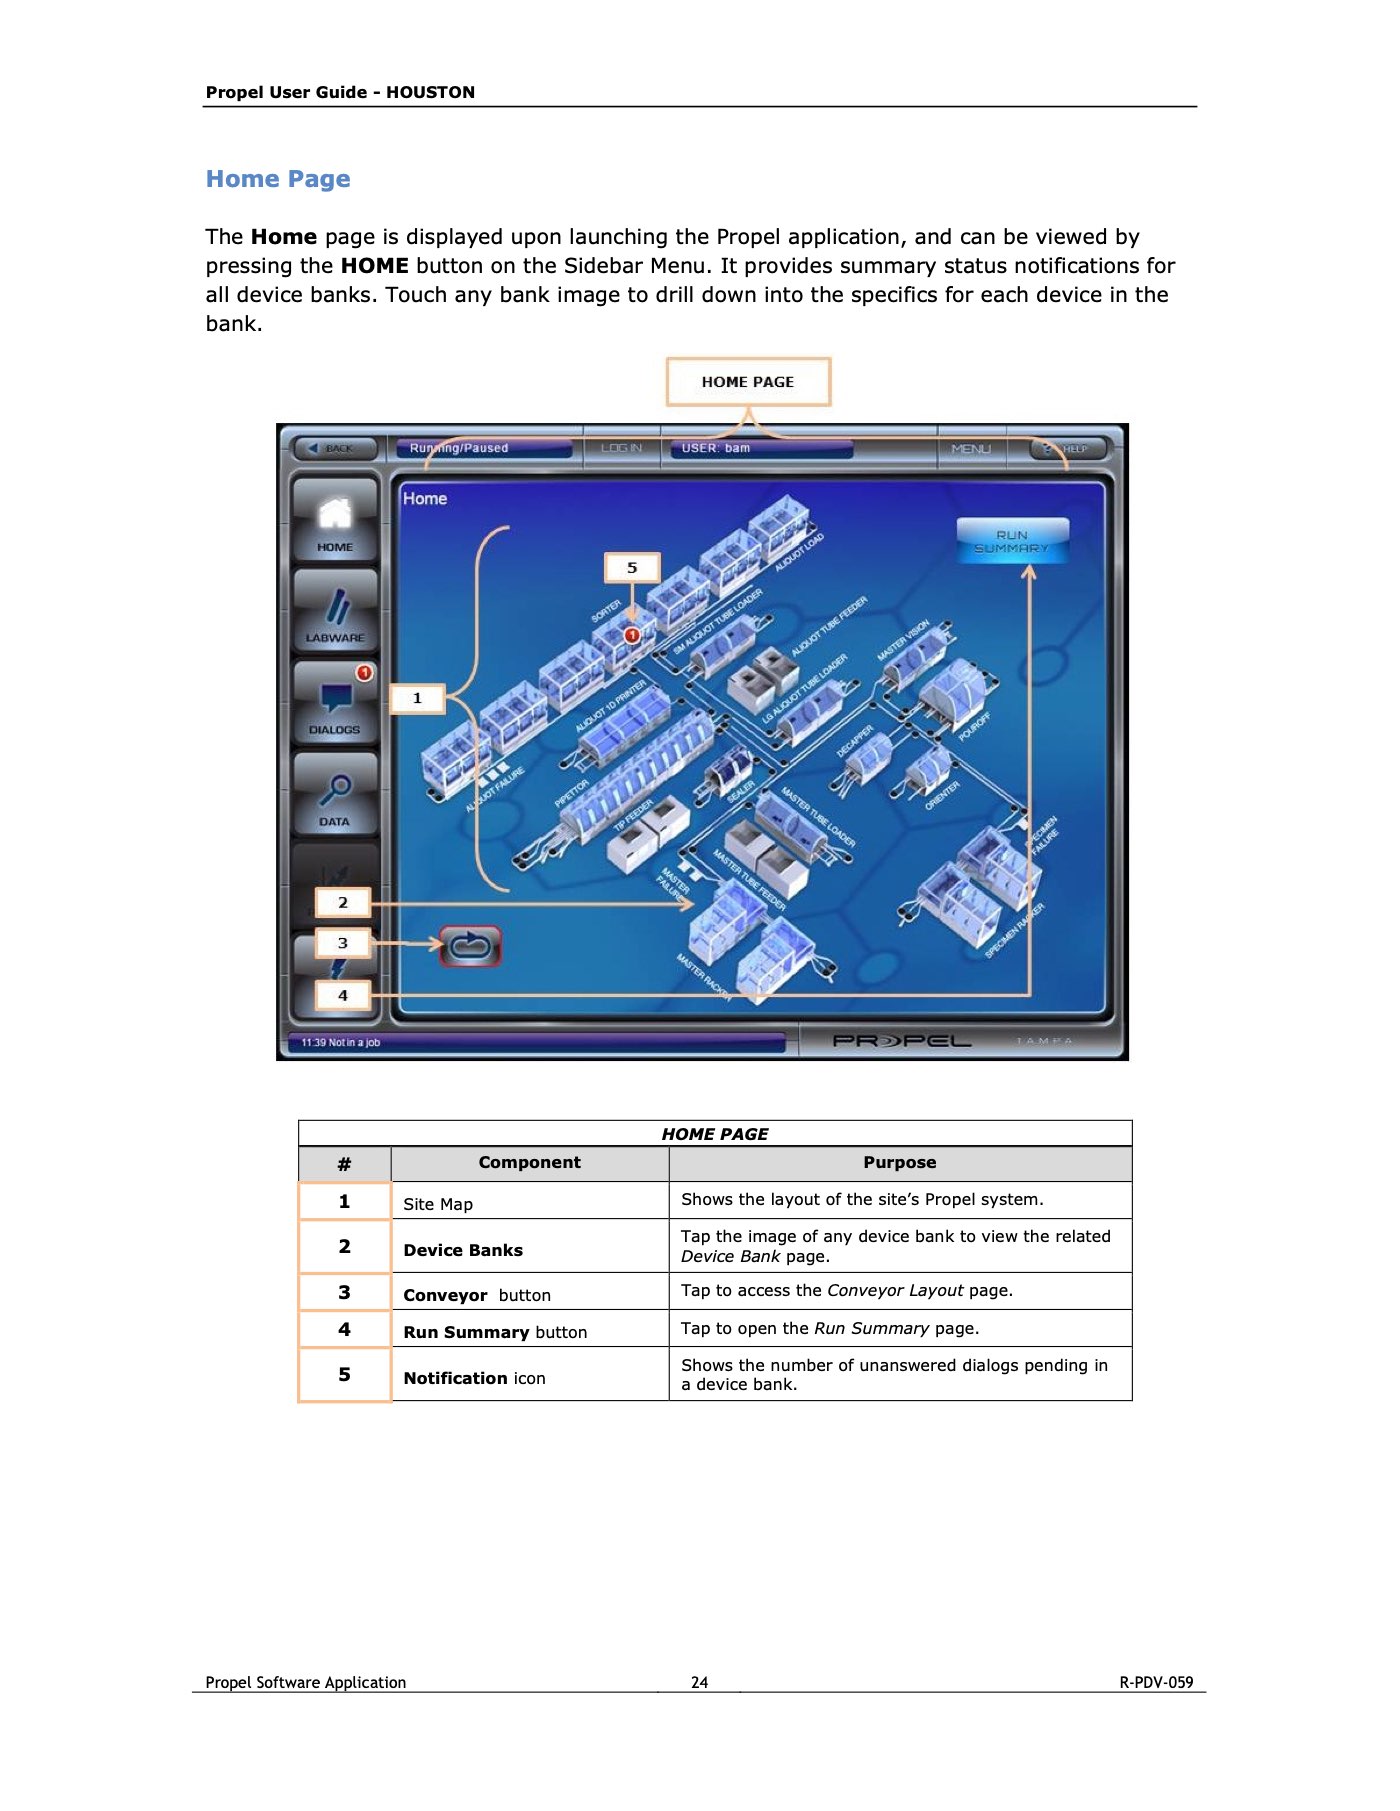 Propel User Guide - HOUSTON
Home Page
The Home page is displayed upon launching the Propel application, and can be viewed by
pressing the HOME button on the Sidebar Menu. It provides summary status notifications for
all device banks. Touch any bank image to drill down into the specifics for each device in the
bank.
HOME PAGE
BACK
Running/Paused
LOG IN
USER: bam
MENU
HELP
Home
HOME
LABWARE
1
DIALOGS
DATA
RUN
SUMMARY
ALIQUOT LOAD
5
SORTER
1
SM ALIQUOT TUBE LOADER
ALIQUOT TUBE FEEDER
MASTER VISION
1
ALIQUOT 1D PRINTER
LG ALIQUOT TUBE LOADER
POUROFF
DECAPPER
ALIQUOT FAILURE
PIPETTOR
SEALER
ORIENTER
TIP FEEDER
MASTER TUBE LOADER
SPECIMEN
FAILURE
MASTER TUBE FEEDER
MASTER
FAILURE
2
SPECIMEN RACKER
3
MASTER RACKER
4
11:39 Not in a job
PROPEL
TAMPA
HOME PAGE
# Component Purpose
1 Site Map Shows the layout of the site’s Propel system.
2 Device Banks Tap the image of any device bank to view the related
Device Bank page.
3 Conveyor button Tap to access the Conveyor Layout page.
4 Run Summary button Tap to open the Run Summary page.
5 Notification icon Shows the number of unanswered dialogs pending in
a device bank.
Propel Software Application 24 R-PDV-059